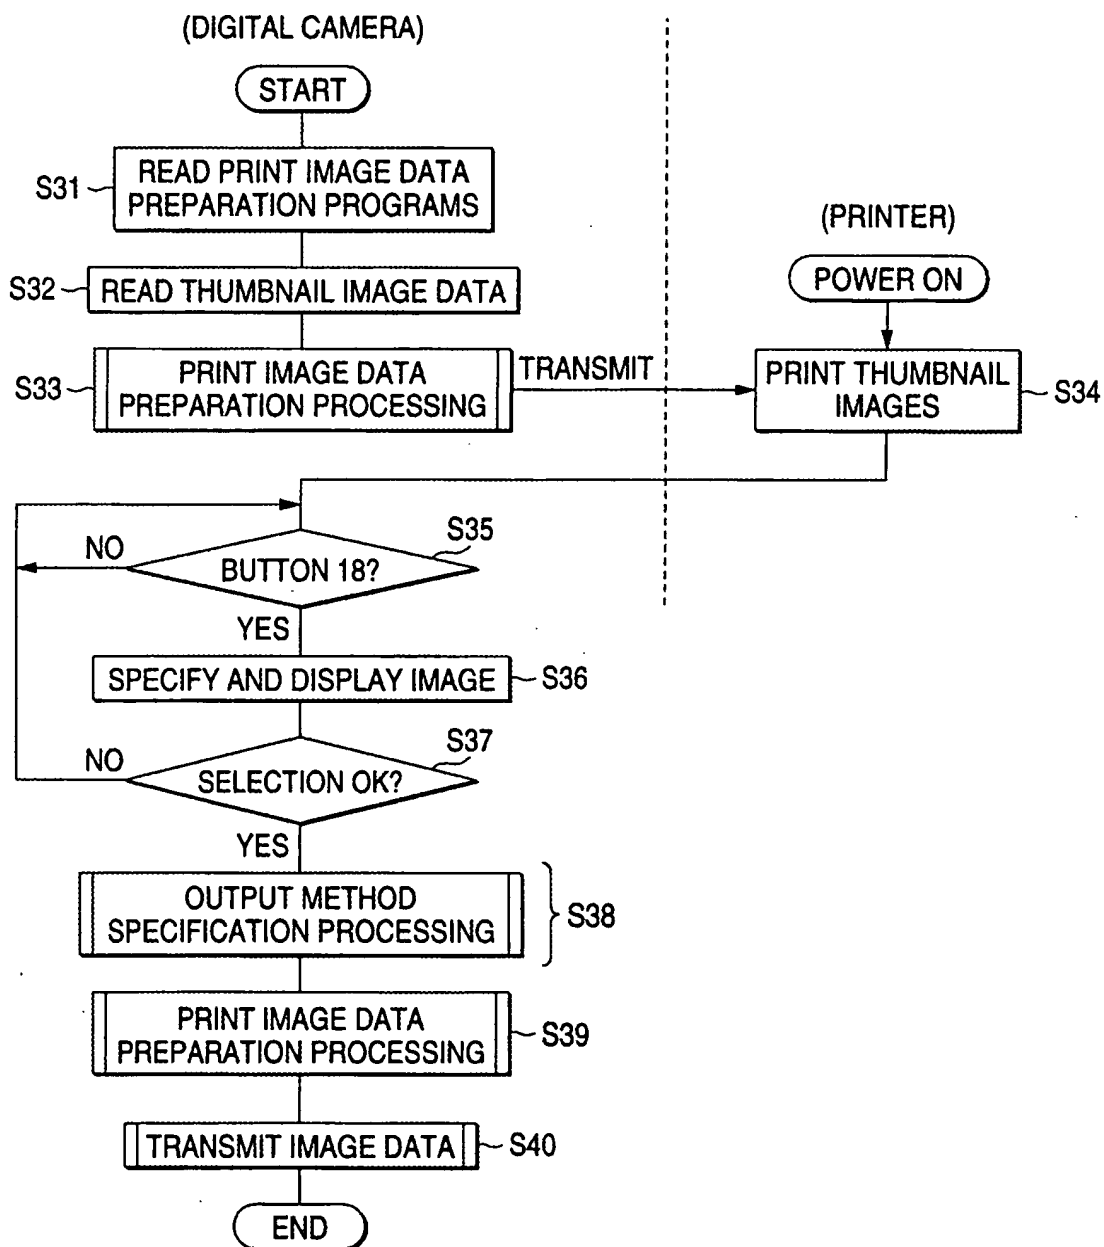 (DIGITAL CAMERA)
START
S31
READ PRINT IMAGE DATA
PREPARATION PROGRAMS
(PRINTER)
POWER ON
S32
READ THUMBNAIL IMAGE DATA
S33
PRINT IMAGE DATA
PREPARATION PROCESSING
TRANSMIT
PRINT THUMBNAIL
IMAGES
S34
S35
NO
BUTTON 18?
YES
SPECIFY AND DISPLAY IMAGE
S36
S37
NO
SELECTION OK?
YES
OUTPUT METHOD
SPECIFICATION PROCESSING
S38
PRINT IMAGE DATA
PREPARATION PROCESSING
S39
TRANSMIT IMAGE DATA
S40
END